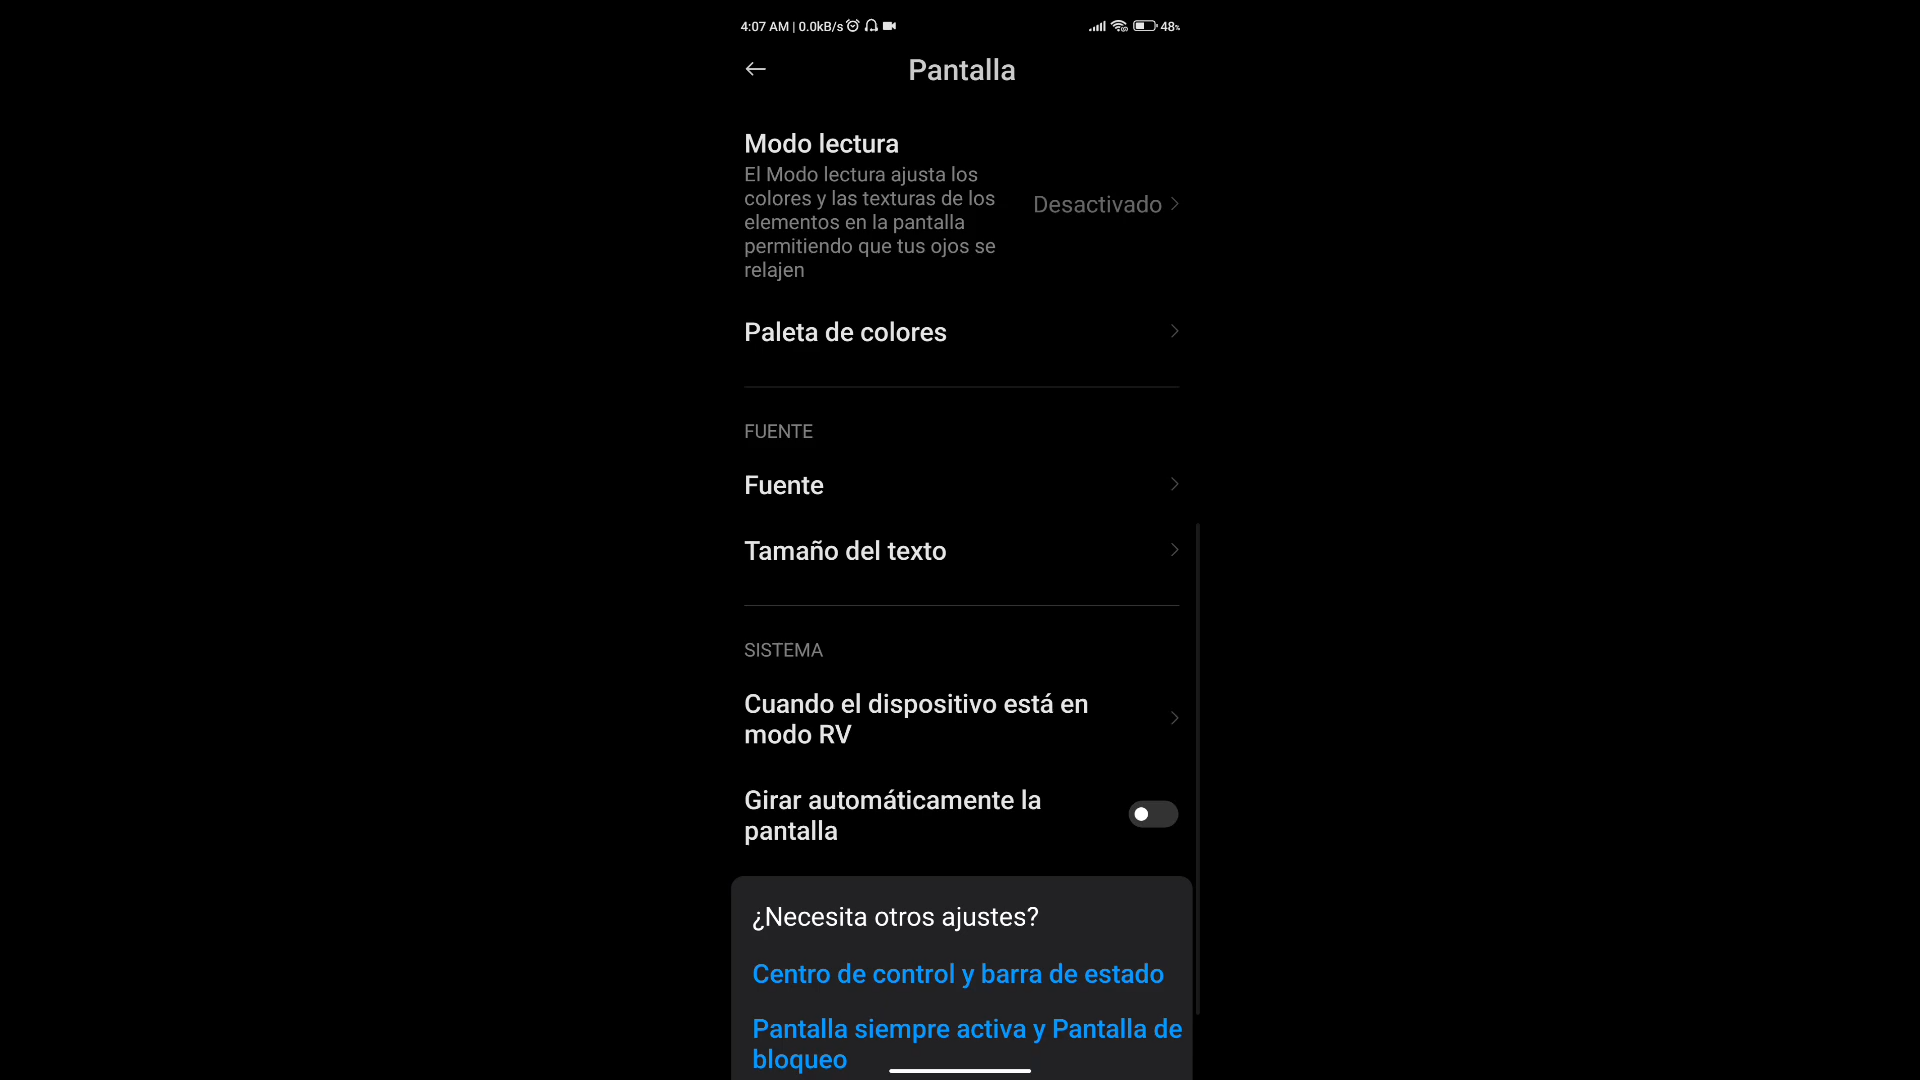 4:07 AM | 0.0kB/s 48%
Pantalla
Modo lectura
El Modo lectura ajusta los
colores y las texturas de los
elementos en la pantalla
permitiendo que tus ojos se
relajen
Desactivado
Paleta de colores
FUENTE
Fuente
Tamaño del texto
SISTEMA
Cuando el dispositivo está en
modo RV
Girar automáticamente la
pantalla
¿Necesita otros ajustes?
Centro de control y barra de estado
Pantalla siempre activa y Pantalla de
bloqueo